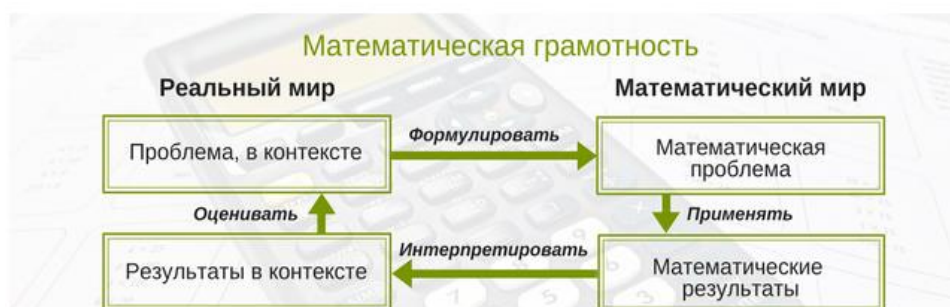 Математическая грамотность
Реальный мир
Математический мир
Проблема, в контексте
Формулировать
Математическая
проблема
Оценивать
Применять
Результаты в контексте
Интерпретировать
Математические
результаты